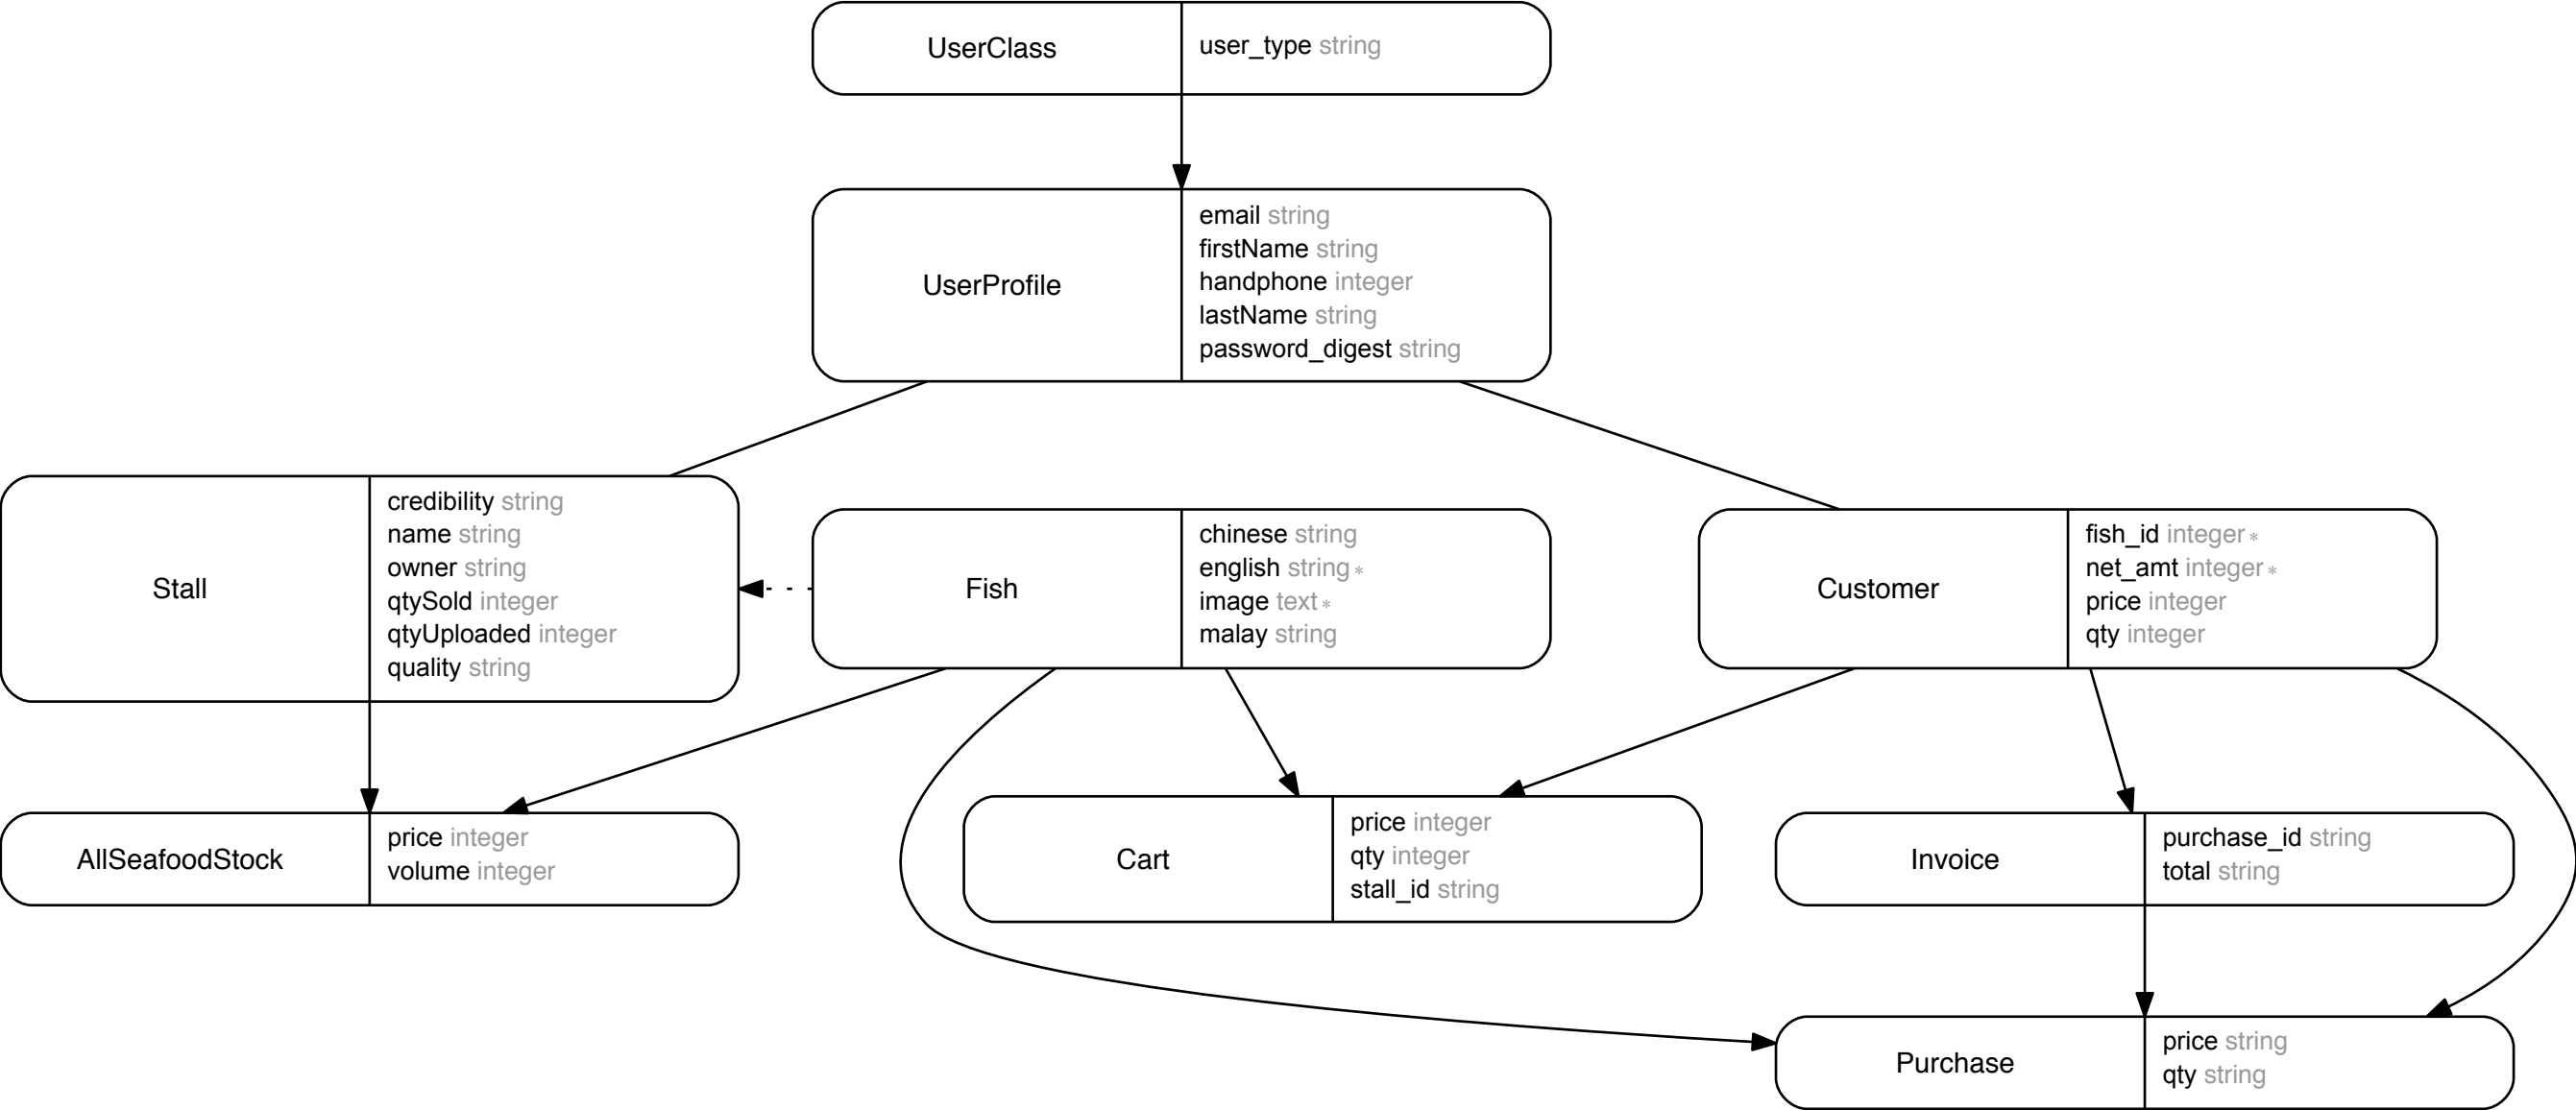 UserClass
user_type string
UserProfile
email string
firstName string
handphone integer
lastName string
password_digest string
Stall
credibility string
name string
owner string
qtySold integer
qtyUploaded integer
quality string
Fish
chinese string
english string *
image text *
malay string
Customer
fish_id integer *
net_amt integer *
price integer
qty integer
AllSeafoodStock
price integer
volume integer
Cart
price integer
qty integer
stall_id string
Invoice
purchase_id string
total string
Purchase
price string
qty string